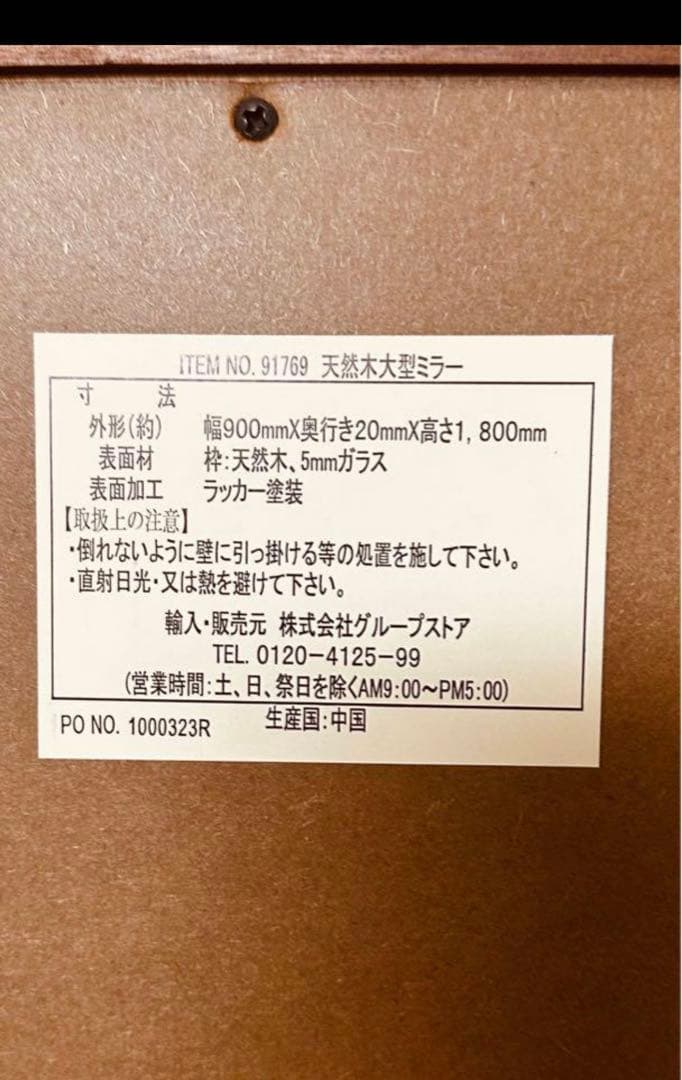 ITEM NO. 91769 天然木大型ミラー
寸　　法
外形(約)　幅900mmX奥行き20mmX高さ1, 800mm
表面材　枠:天然木、5mmガラス
表面加工　ラッカー塗装
【取扱上の注意】
・倒れないように壁に引っ掛ける等の処置を施して下さい。
・直射日光・又は熱を避けて下さい。
輸入・販売元 株式会社グループストア
TEL. 0120-4125-99
(営業時間:土、日、祭日を除くAM9:00〜PM5:00)
PO NO. 1000323R　生産国:中国